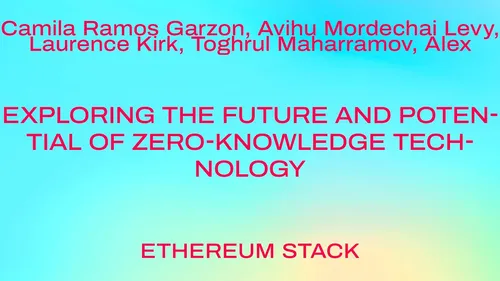 Camila Ramos Garzon, Avihu Mordechai Levy,
Laurence Kirk, Toghrul Maharramov, Alex
EXPLORING THE FUTURE AND POTEN-
TIAL OF ZERO-KNOWLEDGE TECH-
NOLOGY
ETHEREUM STACK